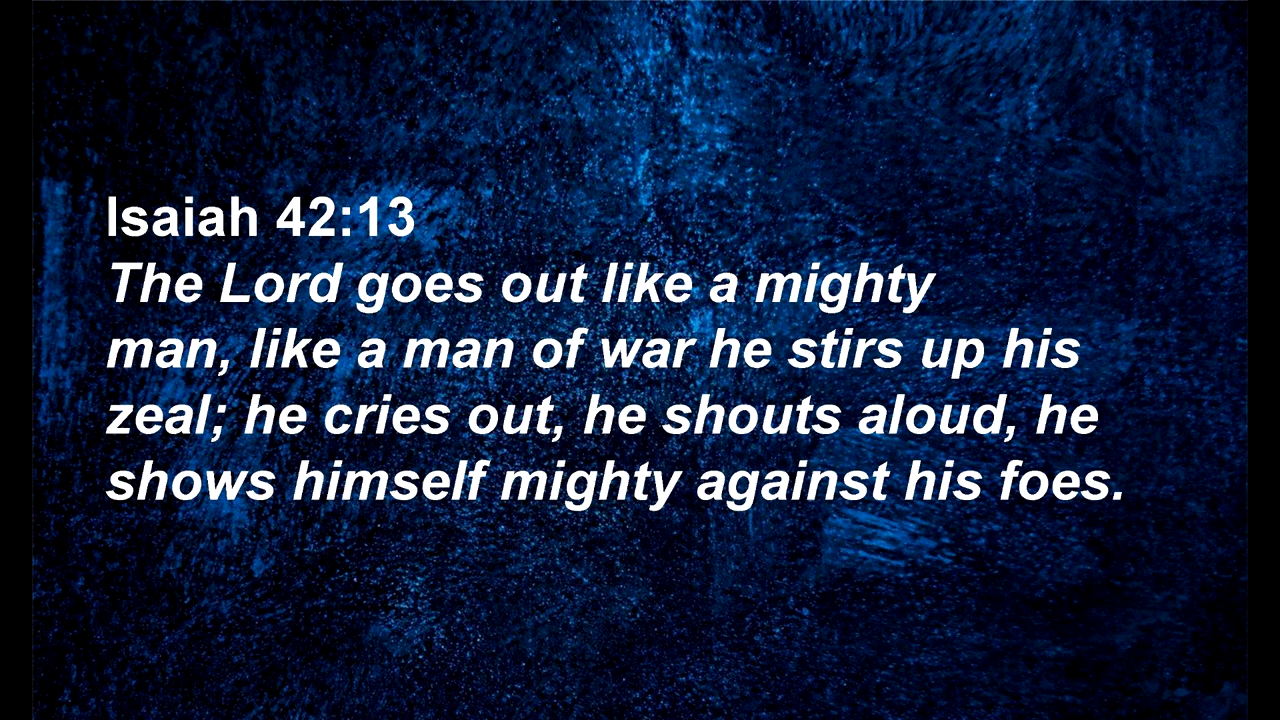 Isaiah 42:13
The Lord goes out like a mighty
man, like a man of war he stirs up his
zeal; he cries out, he shouts aloud, he
shows himself mighty against his foes.